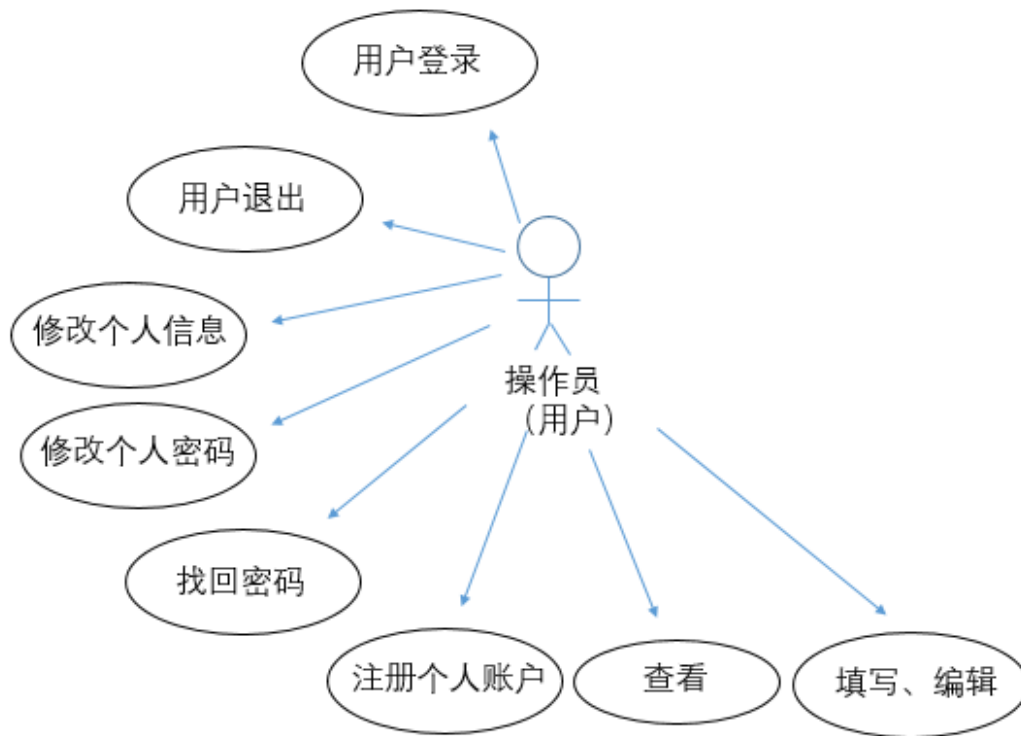 用户登录
用户退出
修改个人信息
修改个人密码
操作员
（用户）
找回密码
注册个人账户
查看
填写、编辑